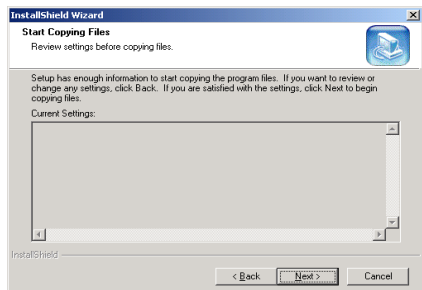 InstallShield Wizard
Start Copying Files
Review settings before copying files.
Setup has enough information to start copying the program files. If you want to review or
change any settings, click Back. If you are satisfied with the settings, click Next to begin
copying files.
Current Settings:
InstallShield
< Back
Next >
Cancel